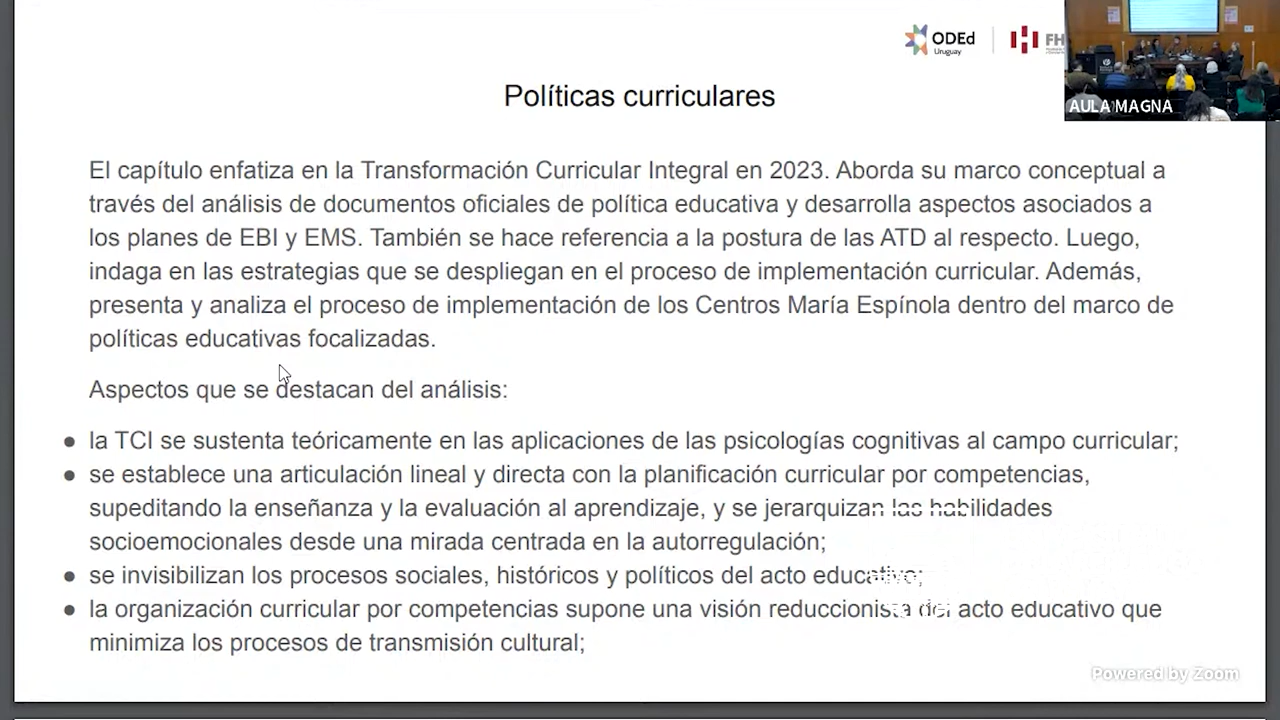 ODEd
Uruguay
FH
AULA MAGNA
Políticas curriculares
El capítulo enfatiza en la Transformación Curricular Integral en 2023. Aborda su marco conceptual a
través del análisis de documentos oficiales de política educativa y desarrolla aspectos asociados a
los planes de EBI y EMS. También se hace referencia a la postura de las ATD al respecto. Luego,
indaga en las estrategias que se despliegan en el proceso de implementación curricular. Además,
presenta y analiza el proceso de implementación de los Centros María Espínola dentro del marco de
políticas educativas focalizadas.
Aspectos que se destacan del análisis:
● la TCI se sustenta teóricamente en las aplicaciones de las psicologías cognitivas al campo curricular;
● se establece una articulación lineal y directa con la planificación curricular por competencias,
supeditando la enseñanza y la evaluación al aprendizaje, y se jerarquizan las habilidades
socioemocionales desde una mirada centrada en la autorregulación;
● se invisibilizan los procesos sociales, históricos y políticos del acto educativo;
● la organización curricular por competencias supone una visión reduccionista del acto educativo que
minimiza los procesos de transmisión cultural;
Powered by Zoom